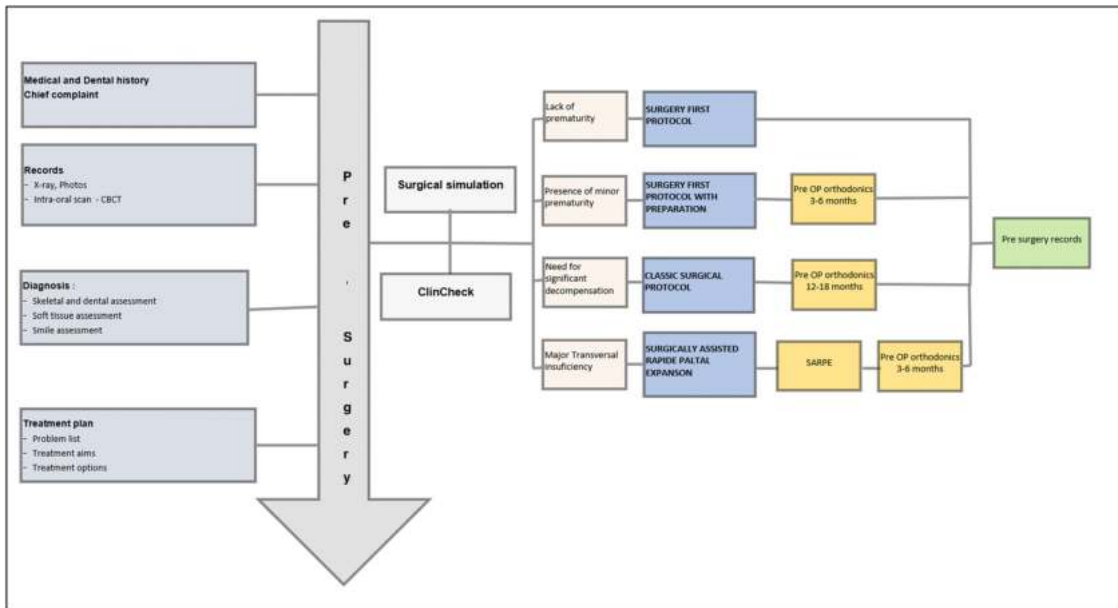 Medical and Dental history
Chief complaint
Records
- X-ray, Photos
- Intra-oral scan - CBCT
Diagnosis :
- Skeletal and dental assessment
- Soft tissue assessment
- Smile assessment
Treatment plan
- Problem list
- Treatment aims
- Treatment options
Pre - Surgery
Surgical simulation
ClinCheck
Lack of
prematurity
SURGERY FIRST
PROTOCOL
Presence of minor
prematurity
SURGERY FIRST
PROTOCOL WITH
PREPARATION
Pre OP orthodonics
3-6 months
Need for
significant
decompensation
CLASSIC SURGICAL
PROTOCOL
Pre OP orthodonics
12-18 months
Major Transversal
Insuficiency
SURGICALLY ASSISTED
RAPIDE PALTAL
EXPANSON
SARPE
Pre OP orthodonics
3-6 months
Pre surgery records